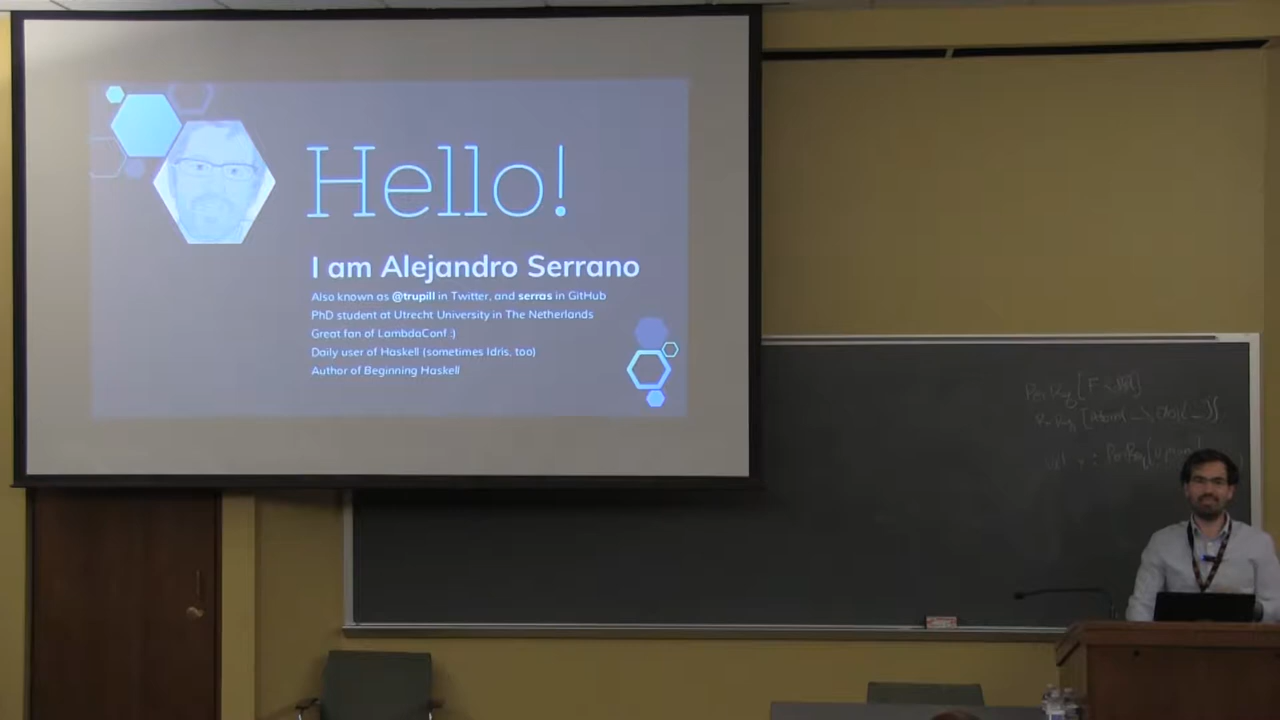 Hello!
I am Alejandro Serrano
Also known as @trupill in Twitter, and serras in GitHub
PhD student at Utrecht University in The Netherlands
Great fan of LambdaConf :)
Daily user of Haskell (sometimes Idris, too)
Author of Beginning Haskell